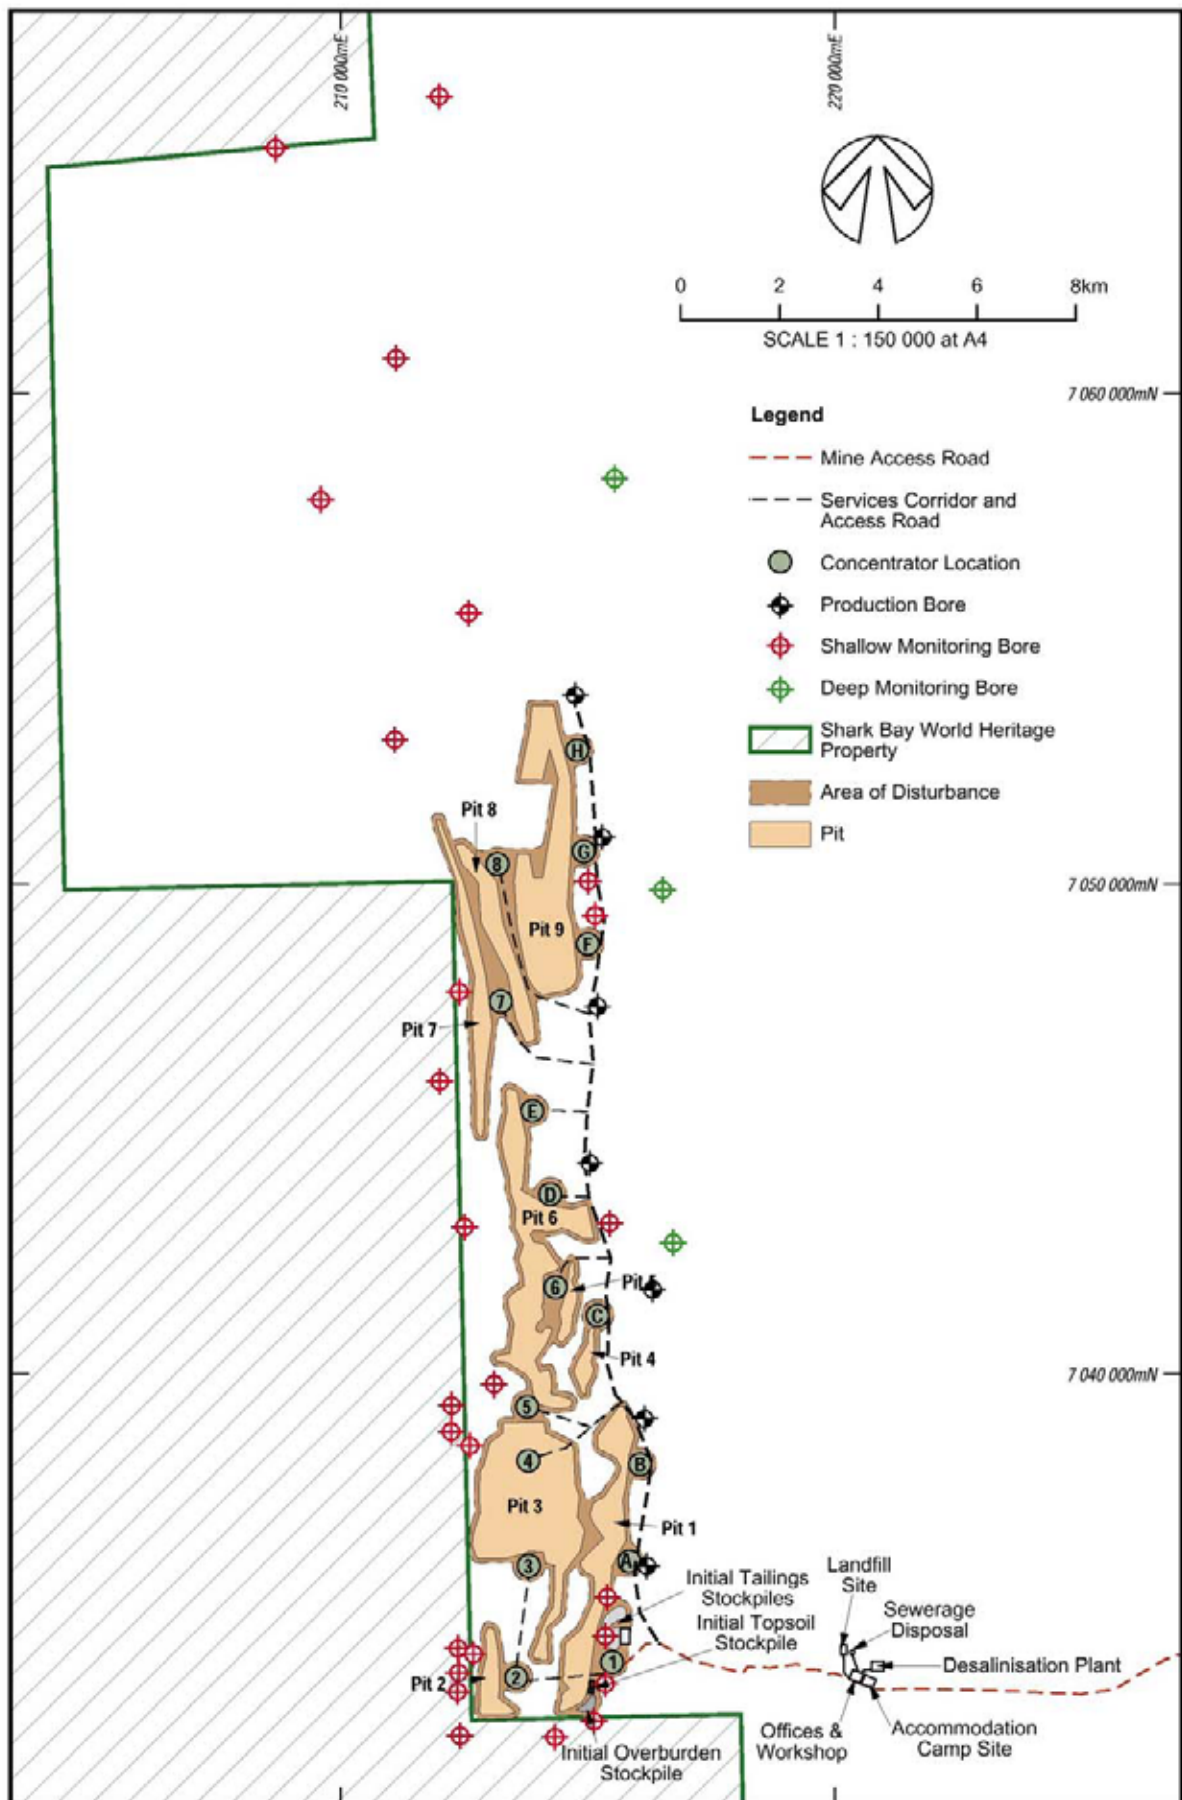 210 000mE
220 000mE
0 2 4 6 8km
SCALE 1 : 150 000 at A4
7 060 000mN
Legend
Mine Access Road
Services Corridor and
Access Road
Concentrator Location
Production Bore
Shallow Monitoring Bore
Deep Monitoring Bore
Shark Bay World Heritage
Property
Area of Disturbance
Pit
H
Pit 8
G
8
7 050 000mN
Pit 9
F
7
Pit 7
E
D
Pit 6
6
Pit 5
C
Pit 4
7 040 000mN
5
B
4
Pit 3
Pit 1
A
3
Initial Tailings
Stockpiles
Initial Topsoil
Stockpile
Landfill
Site
Sewerage
Disposal
1
Desalinisation Plant
2
Pit 2
Offices &
Workshop
Accommodation
Camp Site
Initial Overburden
Stockpile